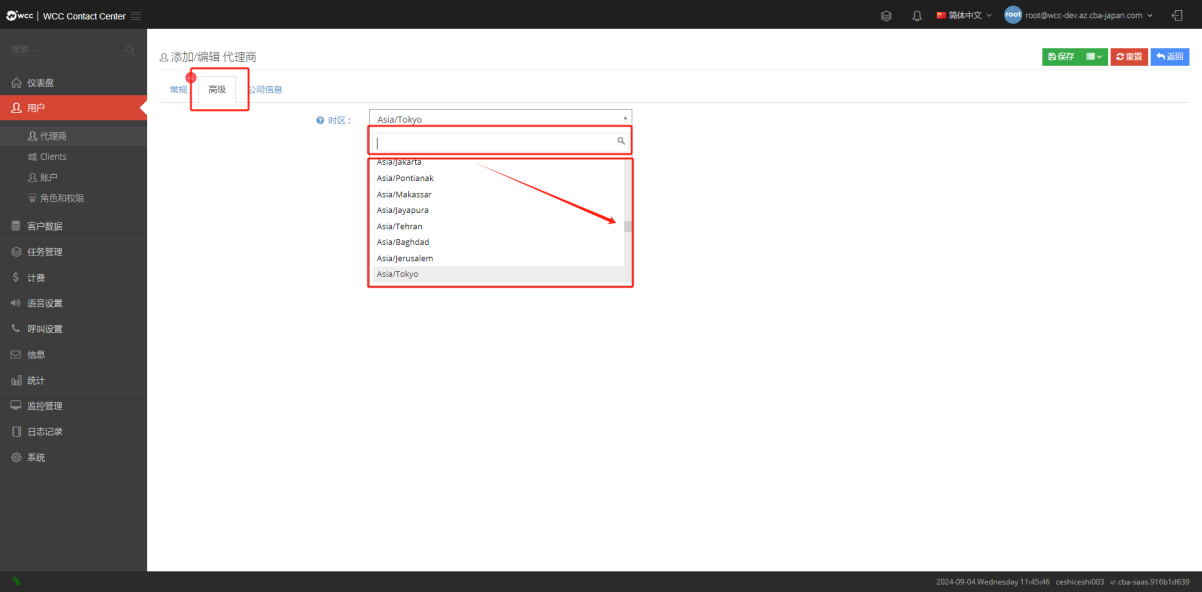 wcc | WCC Contact Center
简体中文
root
root@wcc-dev.az.cba-japan.com
搜索...
仪表盘
用户
代理商
Clients
账户
角色和权限
客户数据
任务管理
计费
语音设置
呼叫设置
信息
统计
监控管理
日志记录
系统
添加/编辑 代理商
保存
重置
返回
常规
高级
公司信息
时区：
Asia/Tokyo
Asia/Jakarta
Asia/Pontianak
Asia/Makassar
Asia/Jayapura
Asia/Tehran
Asia/Baghdad
Asia/Jerusalem
Asia/Tokyo
2024-09-04 Wednesday 11:45:46 ceshiceshi003 v: cba-saas.916b1d639